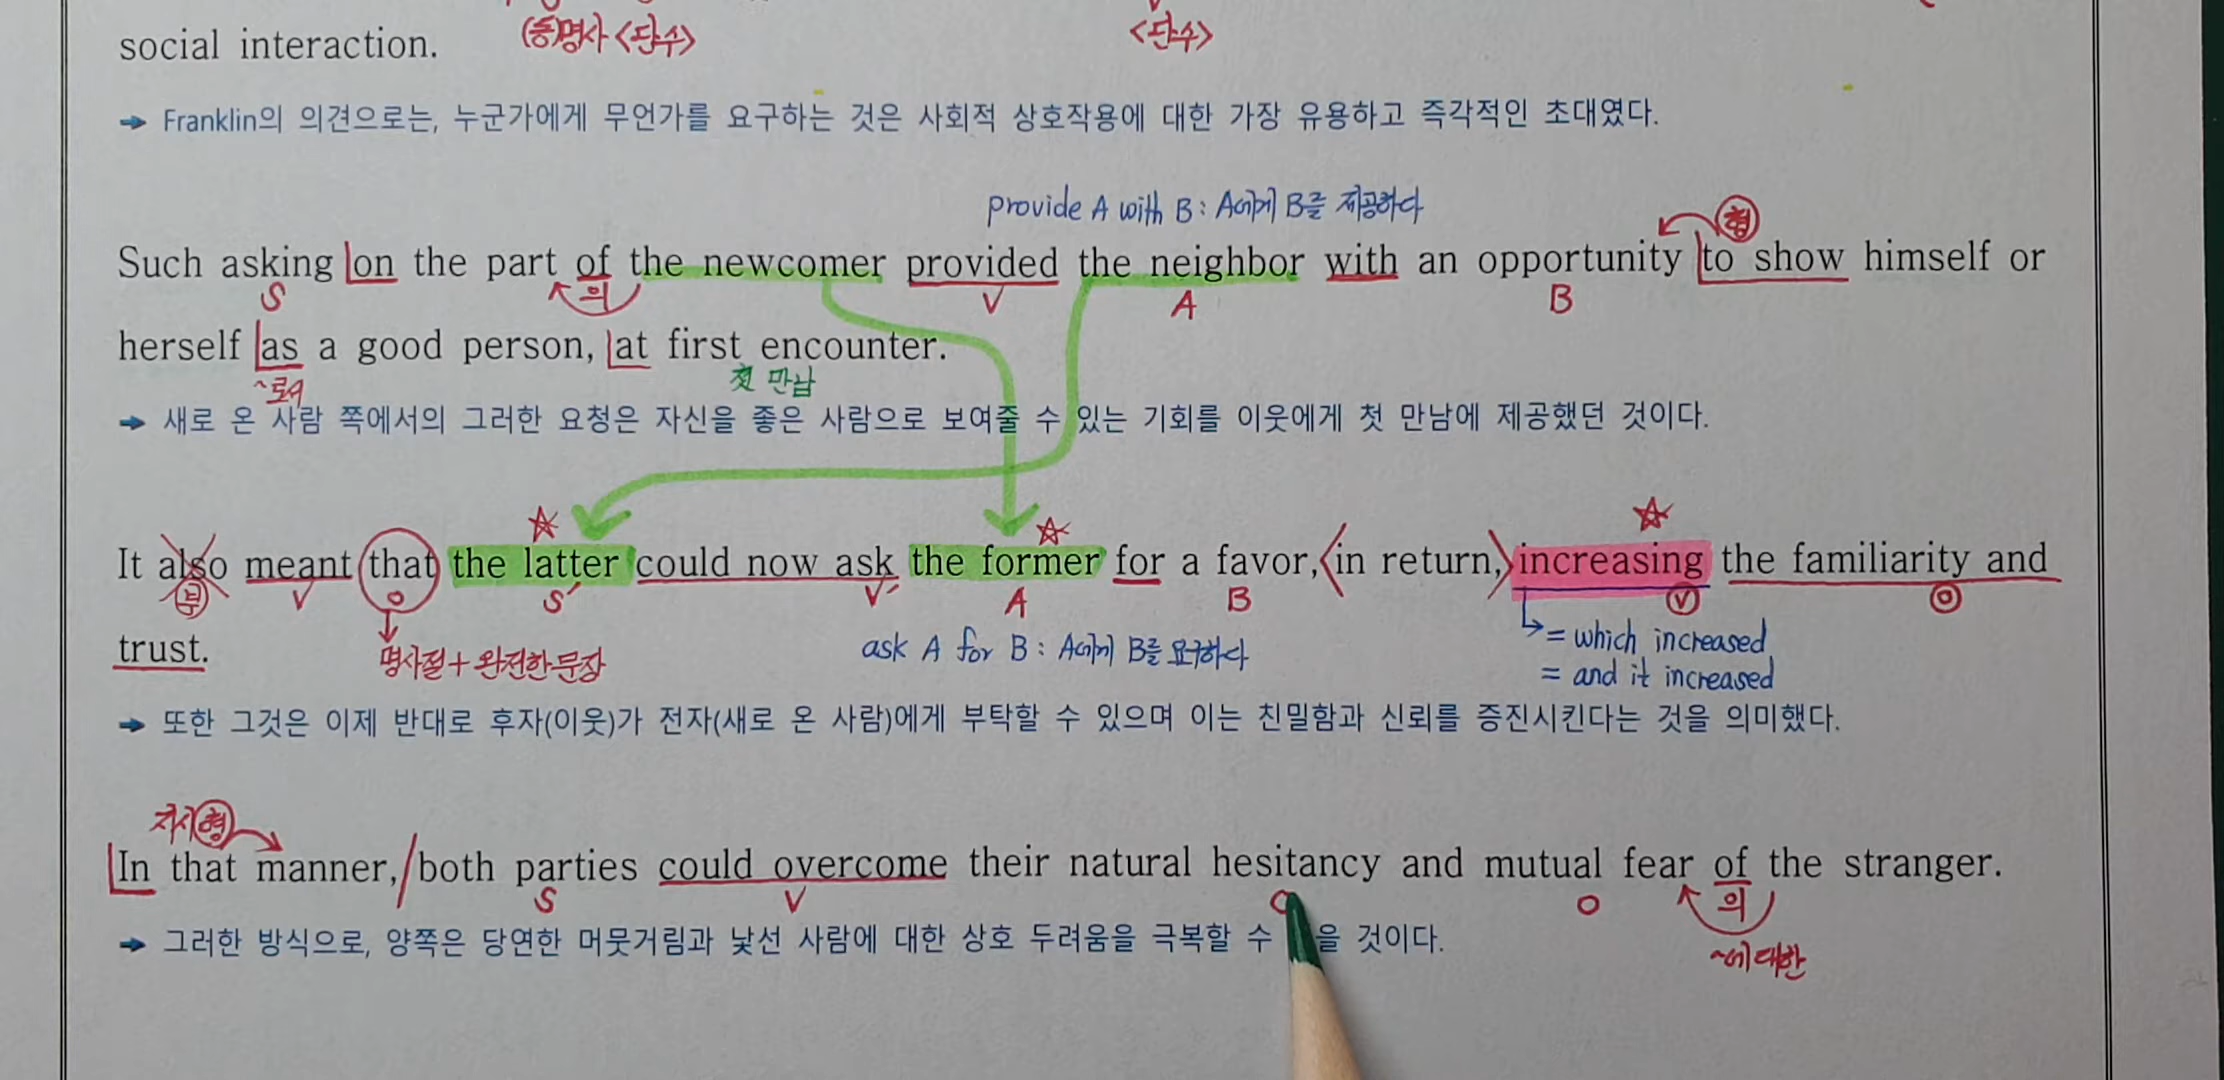 social interaction.
(동)명사 <단수>
<단수>
➡ Franklin의 의견으로는, 누군가에게 무언가를 요구하는 것은 사회적 상호작용에 대한 가장 유용하고 즉각적인 초대였다.
provide A with B : A에게 B를 제공하다
형
Such asking on the part of the newcomer provided the neighbor with an opportunity to show himself or
S 의 V A B
herself as a good person, at first encounter.
~로서 첫 만남
➡ 새로 온 사람 쪽에서의 그러한 요청은 자신을 좋은 사람으로 보여줄 수 있는 기회를 이웃에게 첫 만남에 제공했던 것이다.
It also meant that the latter could now ask the former for a favor, in return, increasing the familiarity and
부 V O S′ V′ A B V O
trust.
명사절 + 완전한 문장
ask A for B : A에게 B를 요구하다
= which increased
= and it increased
➡ 또한 그것은 이제 반대로 후자(이웃)가 전자(새로 온 사람)에게 부탁할 수 있으며 이는 친밀함과 신뢰를 증진시킨다는 것을 의미했다.
지시형
In that manner, both parties could overcome their natural hesitancy and mutual fear of the stranger.
S V O O 의
➡ 그러한 방식으로, 양쪽은 당연한 머뭇거림과 낯선 사람에 대한 상호 두려움을 극복할 수 을 것이다.
~에 대한